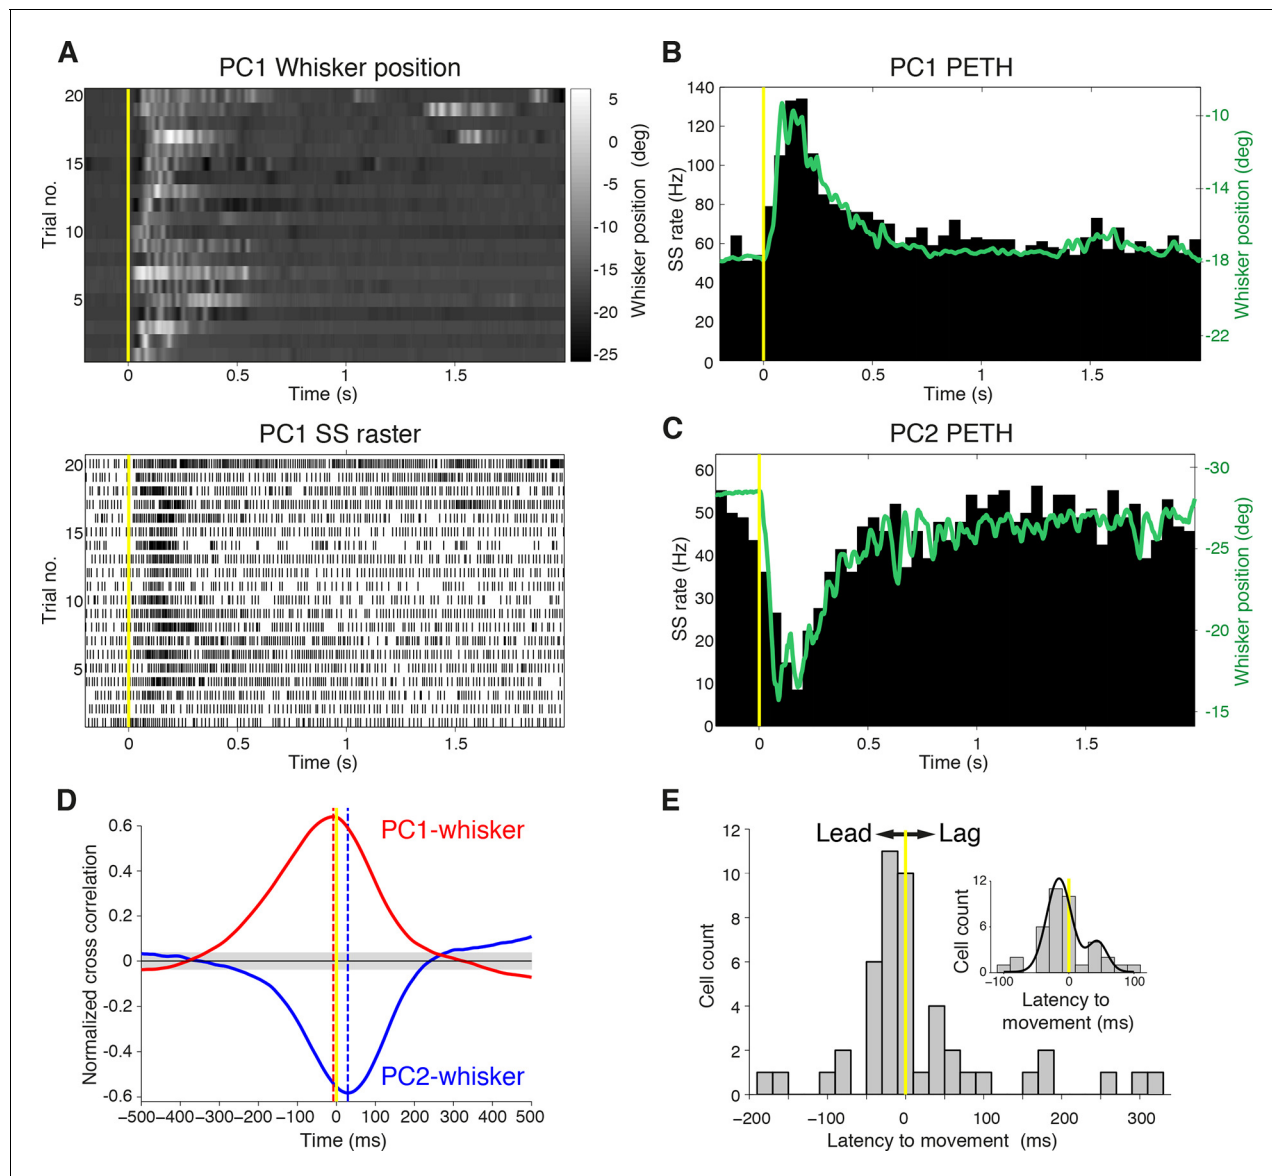 A
PC1 Whisker position
Trial no.
20
15
10
5
0 0.5 1 1.5
Time (s)
5
0
-5
-10
-15
-20
-25
Whisker position (deg)
PC1 SS raster
Trial no.
20
15
10
5
0 0.5 1 1.5
Time (s)
B
PC1 PETH
SS rate (Hz)
140
120
100
80
60
40
20
0
0 0.5 1 1.5
Time (s)
-10
-14
-18
-22
Whisker position (deg)
C
PC2 PETH
SS rate (Hz)
60
50
40
30
20
10
0
0 0.5 1 1.5
Time (s)
-30
-25
-20
-15
Whisker position (deg)
D
Normalized cross correlation
0.6
0.4
0.2
0
-0.2
-0.4
-0.6
PC1-whisker
PC2-whisker
−500 −400 −300 −200 −100 0 100 200 300 400 500
Time (ms)
E
Lead Lag
Cell count
12
10
8
6
4
2
0
−200 −100 0 100 200 300
Latency to movement (ms)
Cell count
12
6
0
−100 0 100
Latency to
movement (ms)